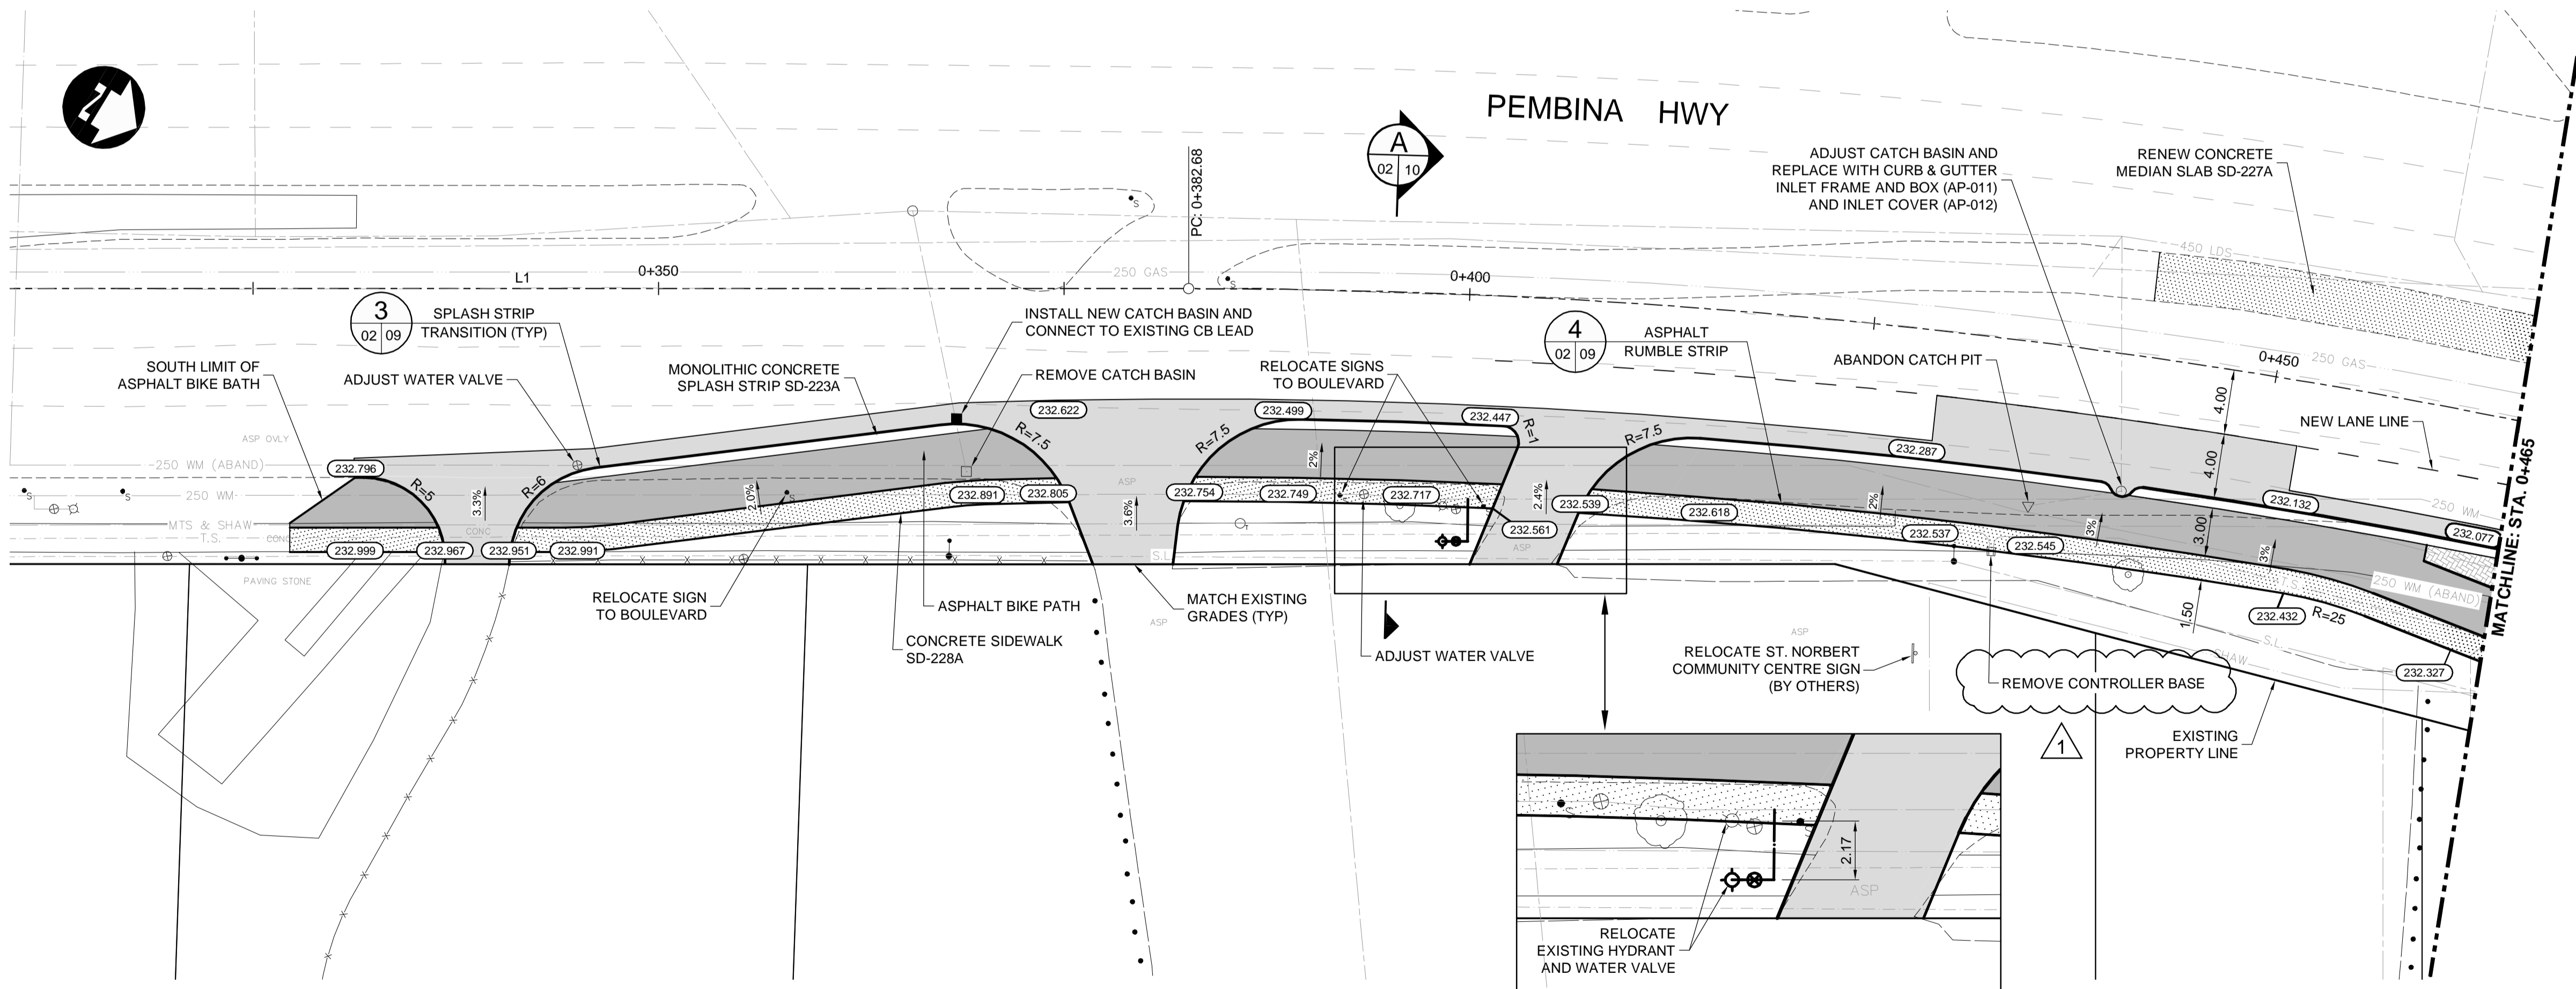 PEMBINA HWY
A
02 10
PC: 0+382.68
ADJUST CATCH BASIN AND
REPLACE WITH CURB & GUTTER
INLET FRAME AND BOX (AP-011)
AND INLET COVER (AP-012)
RENEW CONCRETE
MEDIAN SLAB SD-227A
450 LDS
L1
0+350
250 GAS
S
S
0+400
0+450
250 GAS
3
02 09
SPLASH STRIP
TRANSITION (TYP)
INSTALL NEW CATCH BASIN AND
CONNECT TO EXISTING CB LEAD
4
02 09
ASPHALT
RUMBLE STRIP
SOUTH LIMIT OF
ASPHALT BIKE BATH
ADJUST WATER VALVE
MONOLITHIC CONCRETE
SPLASH STRIP SD-223A
REMOVE CATCH BASIN
RELOCATE SIGNS
TO BOULEVARD
ABANDON CATCH PIT
4.00
4.00
3.00
1.50
NEW LANE LINE
MATCHLINE: STA. 0+465
ASP OVLY
250 WM (ABAND)
250 WM
S
S
MTS & SHAW
T.S.
CONC
CONC
PAVING STONE
232.796
R=5
3.3%
R=6
232.999
232.967
232.951
232.991
2.0%
S
232.622
R=7.5
232.891
232.805
ASP
3.6%
S.L.
232.499
R=7.5
232.447
R=1
2%
232.754
232.749
232.717
T
2.4%
232.561
ASP
232.539
R=7.5
232.287
2%
232.618
232.537
232.545
3%
3%
232.132
232.077
250 WM
T.S.
250 WM (ABAND)
232.432
R=25
S.L.
SHAW
232.327
RELOCATE SIGN
TO BOULEVARD
ASPHALT BIKE PATH
CONCRETE SIDEWALK
SD-228A
MATCH EXISTING
GRADES (TYP)
ASP
ADJUST WATER VALVE
ASP
RELOCATE ST. NORBERT
COMMUNITY CENTRE SIGN
(BY OTHERS)
REMOVE CONTROLLER BASE
1
EXISTING
PROPERTY LINE
2.17
ASP
RELOCATE
EXISTING HYDRANT
AND WATER VALVE